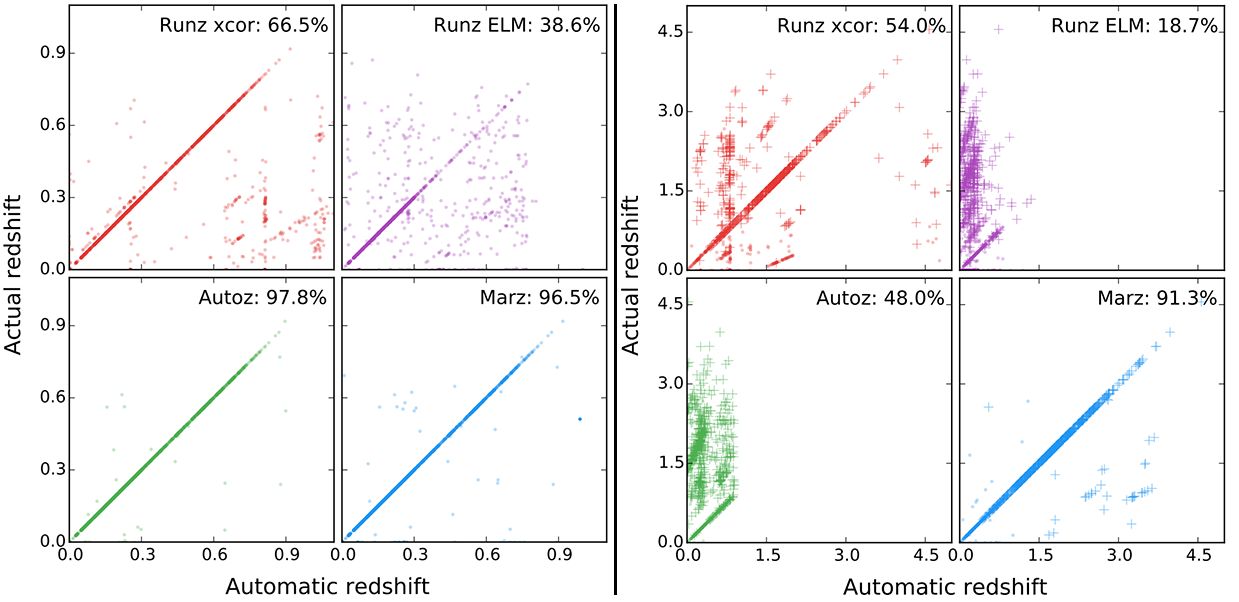 Runz xcor: 66.5%
Runz ELM: 38.6%
0.9
0.6
0.3
0.0
Autoz: 97.8%
Marz: 96.5%
0.9
0.6
0.3
0.0
0.0 0.3 0.6 0.9 0.0 0.3 0.6 0.9
Actual redshift
Automatic redshift
Runz xcor: 54.0%
Runz ELM: 18.7%
4.5
3.0
1.5
0.0
Autoz: 48.0%
Marz: 91.3%
4.5
3.0
1.5
0.0
0.0 1.5 3.0 4.5 0.0 1.5 3.0 4.5
Actual redshift
Automatic redshift